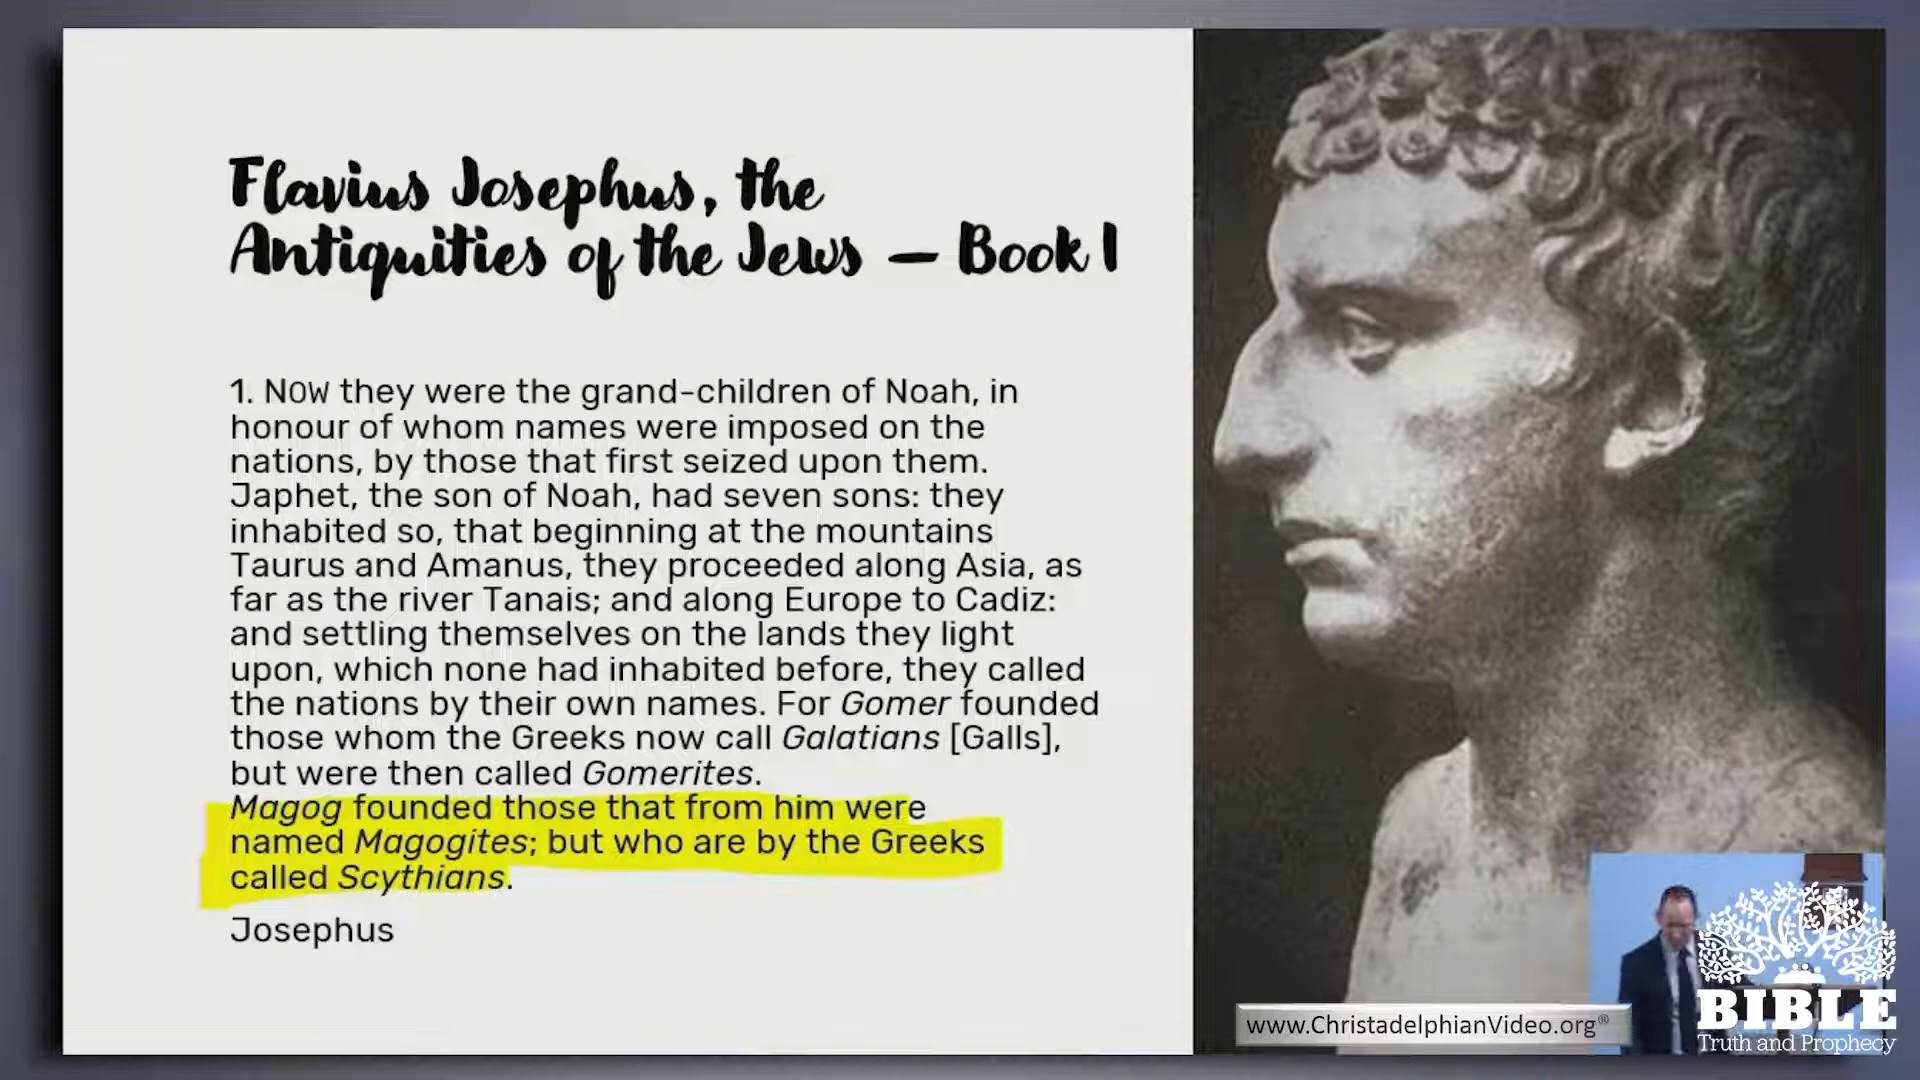 Flavius Josephus, the
Antiquities of the Jews – Book I
1. NOW they were the grand-children of Noah, in
honour of whom names were imposed on the
nations, by those that first seized upon them.
Japhet, the son of Noah, had seven sons: they
inhabited so, that beginning at the mountains
Taurus and Amanus, they proceeded along Asia, as
far as the river Tanais; and along Europe to Cadiz:
and settling themselves on the lands they light
upon, which none had inhabited before, they called
the nations by their own names. For Gomer founded
those whom the Greeks now call Galatians [Galls],
but were then called Gomerites.
Magog founded those that from him were
named Magogites; but who are by the Greeks
called Scythians.
Josephus
www.ChristadelphianVideo.org®
BIBLE
Truth and Prophecy